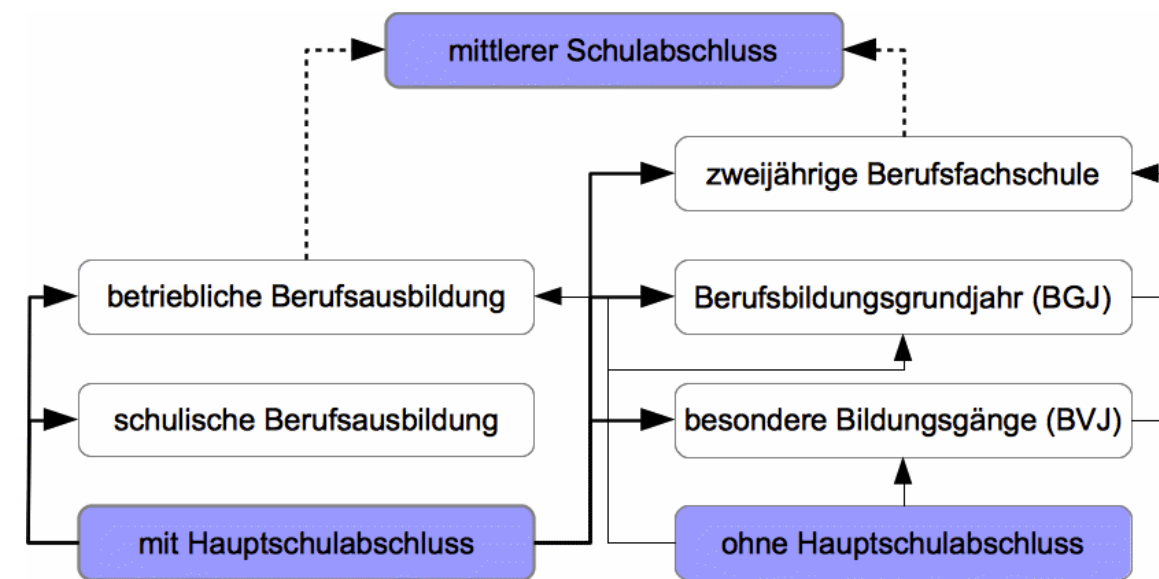 mittlerer Schulabschluss
zweijährige Berufsfachschule
betriebliche Berufsausbildung
Berufsbildungsgrundjahr (BGJ)
schulische Berufsausbildung
besondere Bildungsgänge (BVJ)
mit Hauptschulabschluss
ohne Hauptschulabschluss